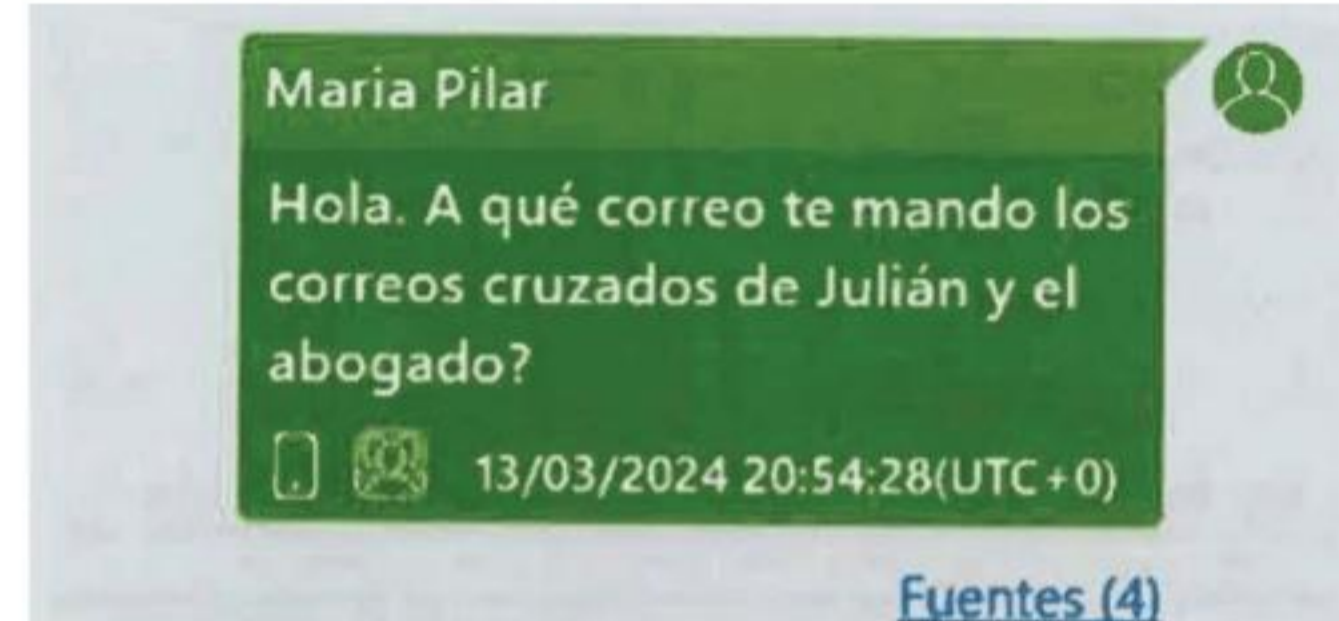 Maria Pilar
Hola. A qué correo te mando los
correos cruzados de Julián y el
abogado?
13/03/2024 20:54:28(UTC+0)
Fuentes (4)